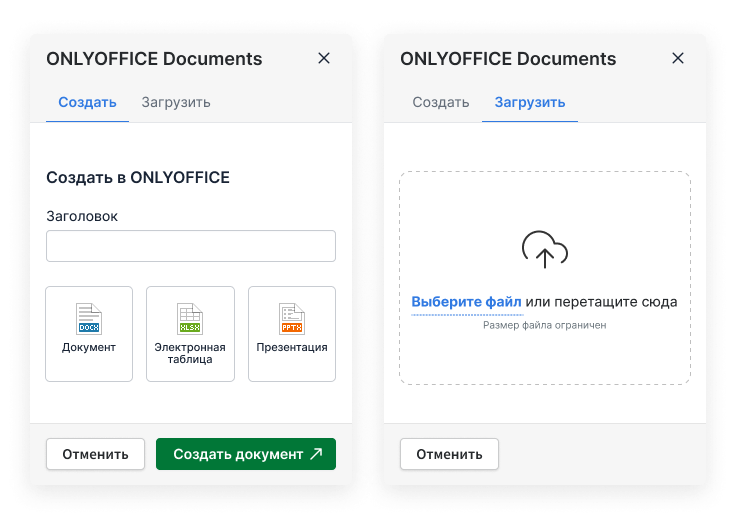 ONLYOFFICE Documents
Создать Загрузить
Создать в ONLYOFFICE
Заголовок
DOCX
Документ
XLSX
Электронная
таблица
PPTX
Презентация
Отменить
Создать документ
ONLYOFFICE Documents
Создать Загрузить
Выберите файл или перетащите сюда
Размер файла ограничен
Отменить